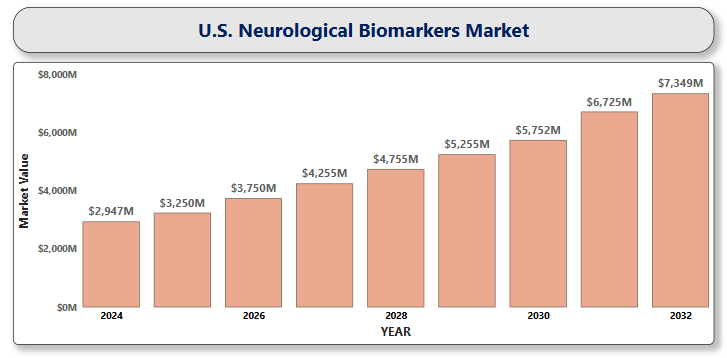 U.S. Neurological Biomarkers Market
$8,000M
$6,000M
$4,000M
$2,000M
$0M
Market Value
$2,947M
$3,250M
$3,750M
$4,255M
$4,755M
$5,255M
$5,752M
$6,725M
$7,349M
2024
2026
2028
2030
2032
YEAR